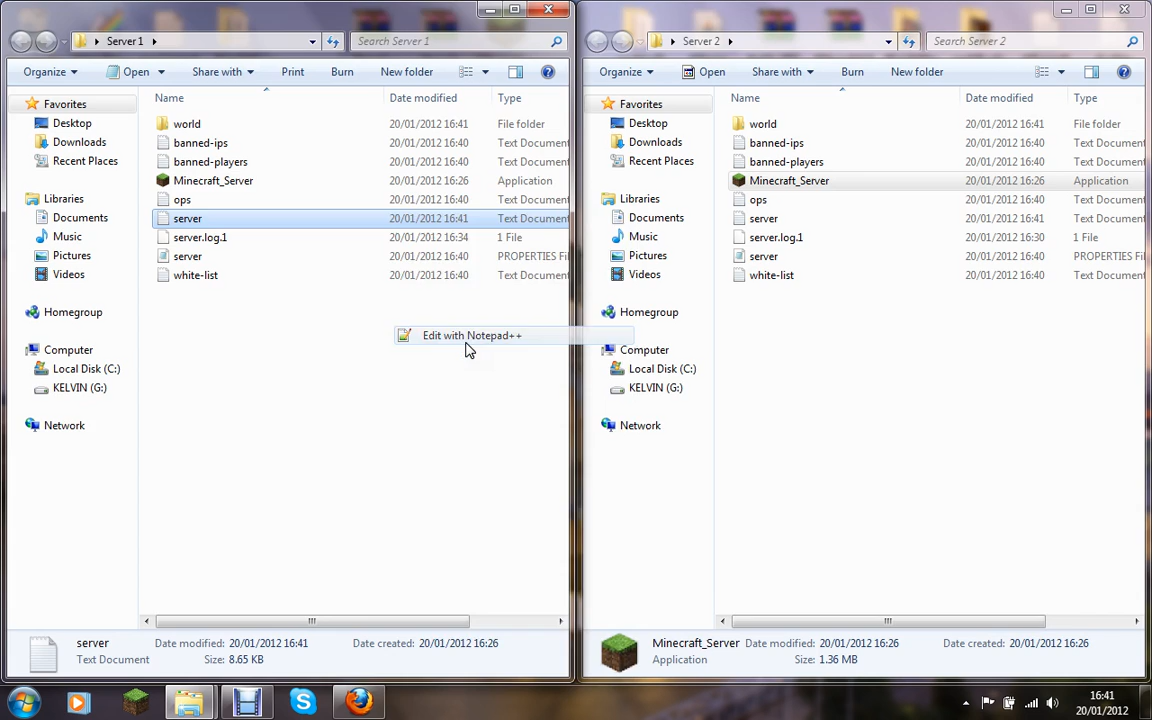 Server 1
Search Server 1
Organize
Open
Share with
Print
Burn
New folder
Name
Date modified
Type
Favorites
Desktop
Downloads
Recent Places
Libraries
Documents
Music
Pictures
Videos
Homegroup
Computer
Local Disk (C:)
KELVIN (G:)
Network
world 20/01/2012 16:41 File folder
banned-ips 20/01/2012 16:40 Text Document
banned-players 20/01/2012 16:40 Text Document
Minecraft_Server 20/01/2012 16:26 Application
ops 20/01/2012 16:40 Text Document
server 20/01/2012 16:41 Text Document
server.log.1 20/01/2012 16:34 1 File
server 20/01/2012 16:40 PROPERTIES Fi
white-list 20/01/2012 16:40 Text Document
Edit with Notepad++
server Date modified: 20/01/2012 16:41 Date created: 20/01/2012 16:26
Text Document Size: 8.65 KB
Server 2
Search Server 2
Organize
Open
Share with
Burn
New folder
Name
Date modified
Type
Favorites
Desktop
Downloads
Recent Places
Libraries
Documents
Music
Pictures
Videos
Homegroup
Computer
Local Disk (C:)
KELVIN (G:)
Network
world 20/01/2012 16:41 File folder
banned-ips 20/01/2012 16:40 Text Document
banned-players 20/01/2012 16:40 Text Document
Minecraft_Server 20/01/2012 16:26 Application
ops 20/01/2012 16:40 Text Document
server 20/01/2012 16:41 Text Document
server.log.1 20/01/2012 16:30 1 File
server 20/01/2012 16:40 PROPERTIES Fi
white-list 20/01/2012 16:40 Text Document
Minecraft_Server Date modified: 20/01/2012 16:26 Date created: 20/01/2012 16:26
Application Size: 1.36 MB
16:41
20/01/2012